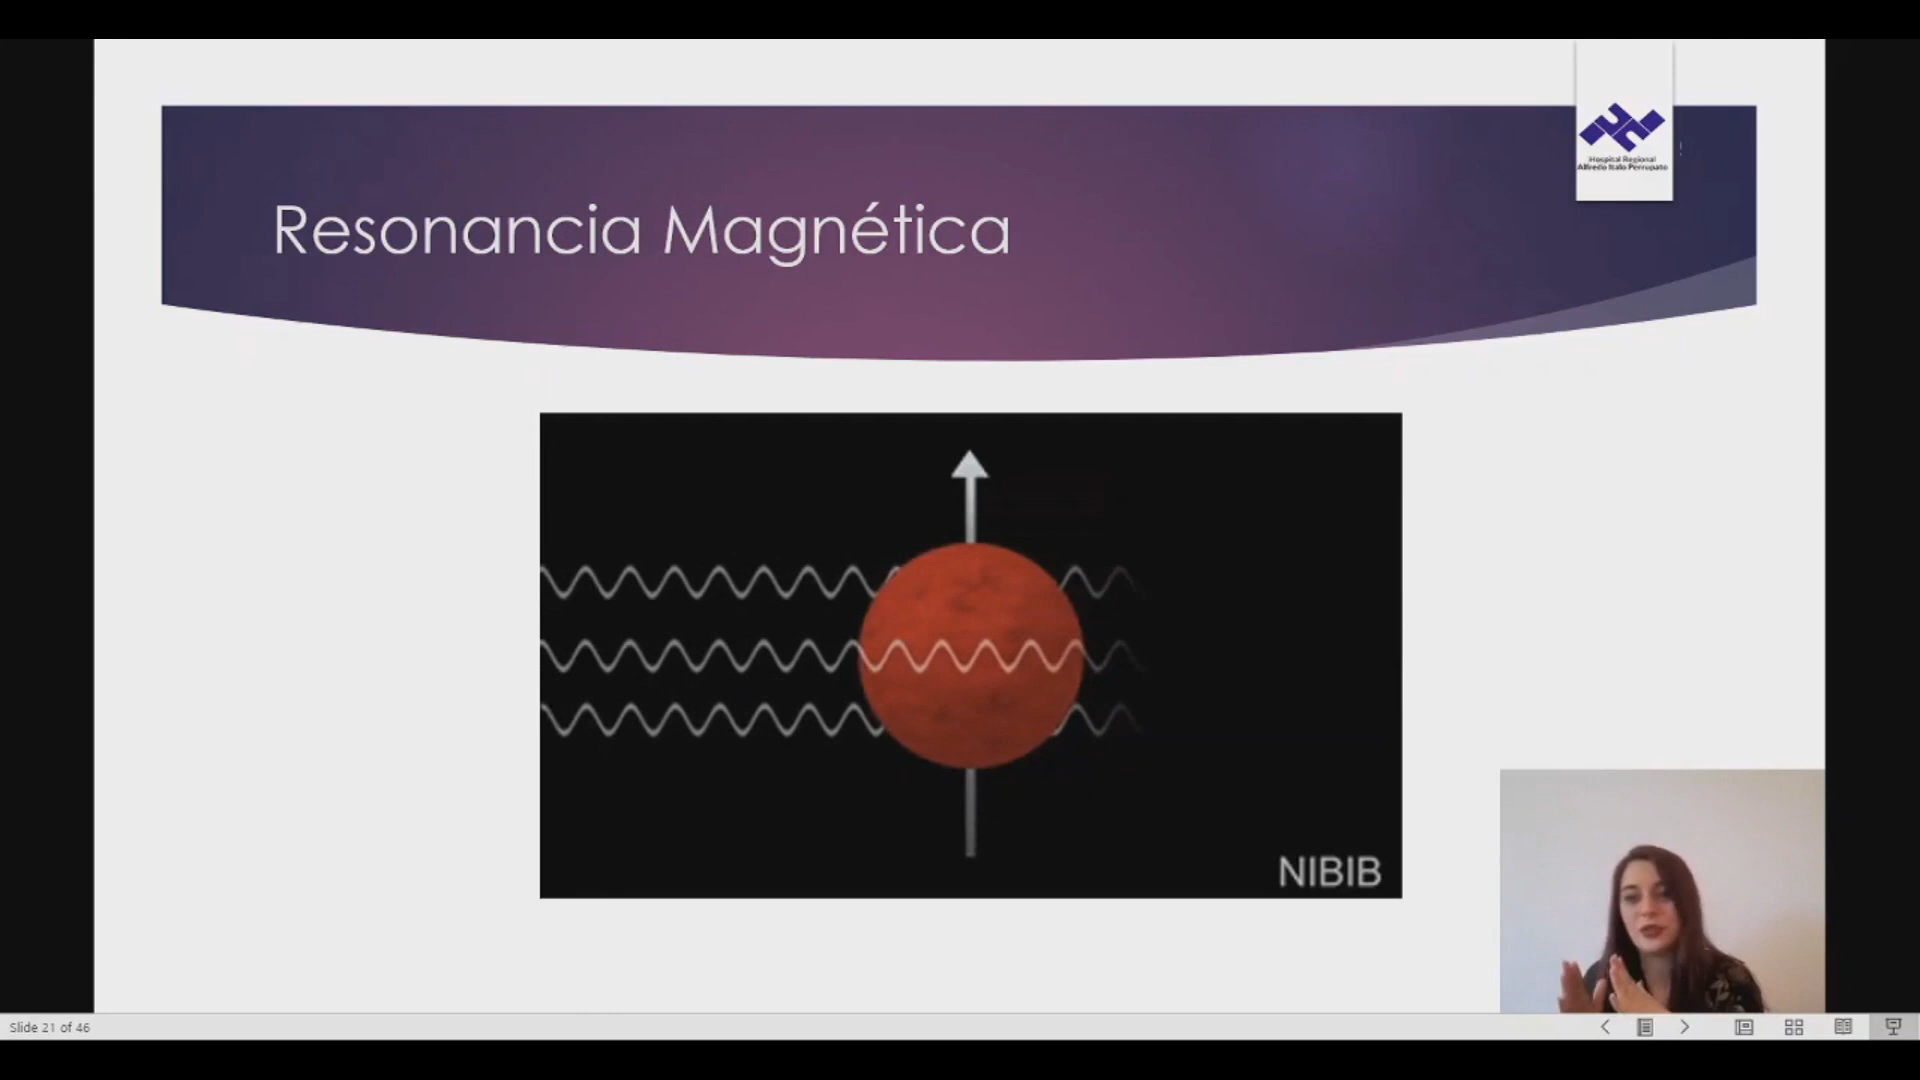 Hospital Regional
Alfredo Italo Perrupato
Resonancia Magnética
NIBIB
Slide 21 of 46